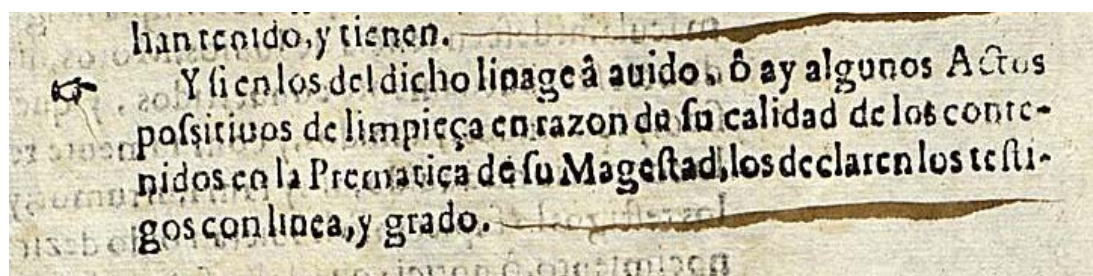 han tenido, y tienen.
☞ Y si en los del dicho linage â auido, ô ay algunos Actos
possitiuos de limpieça en razon de su calidad de los conte-
nidos en la Prematica de su Magestad, los declaren los testi-
gos con linea, y grado.